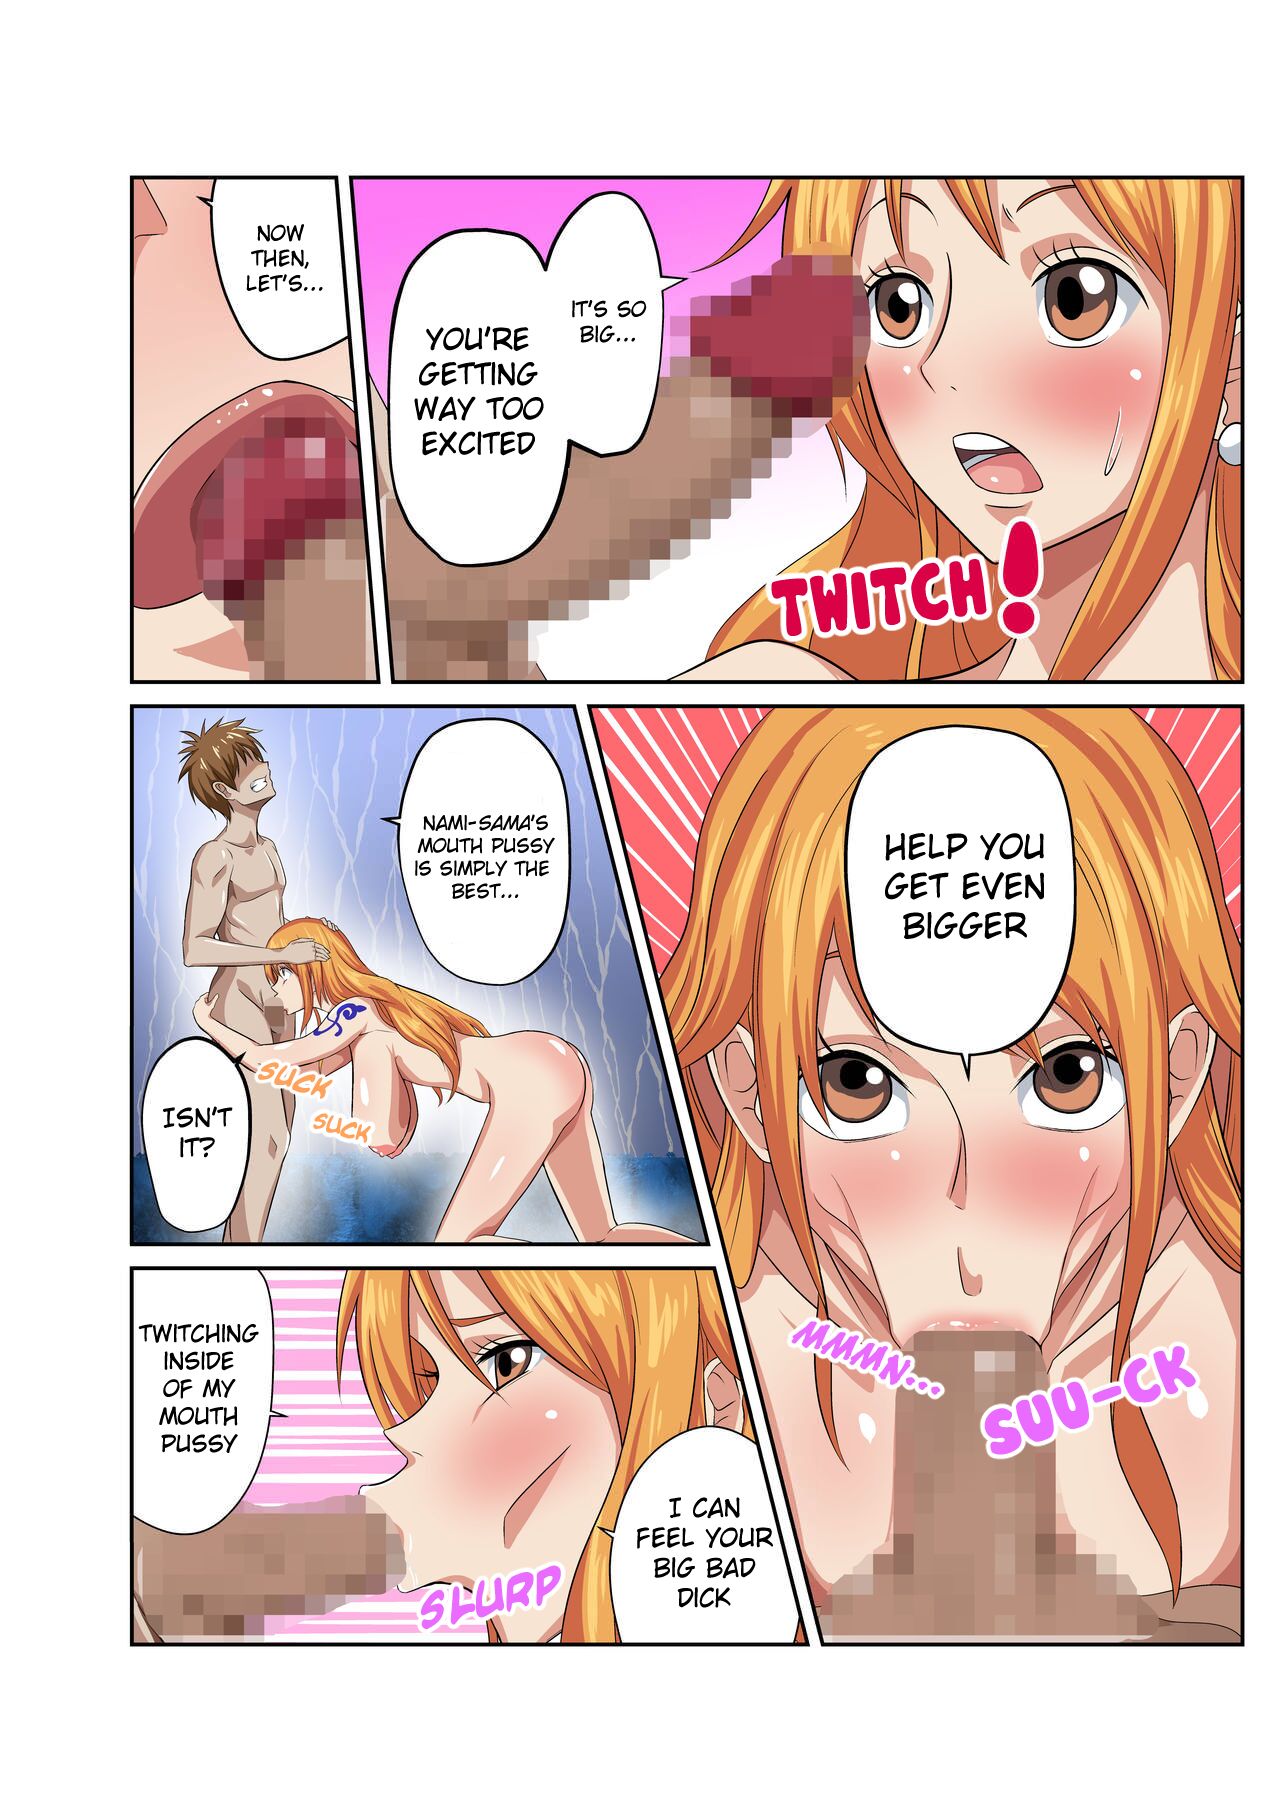 IT'S SO
BIG...
YOU'RE
GETTING
WAY TOO
EXCITED
TWITCH!
NOW
THEN,
LET'S...
HELP YOU
GET EVEN
BIGGER
MMMN...
SUU-CK
NAMI-SAMA'S
MOUTH PUSSY
IS SIMPLY THE
BEST...
SUCK
SUCK
ISN'T
IT?
I CAN
FEEL YOUR
BIG BAD
DICK
SLURP
TWITCHING
INSIDE
OF MY
MOUTH
PUSSY